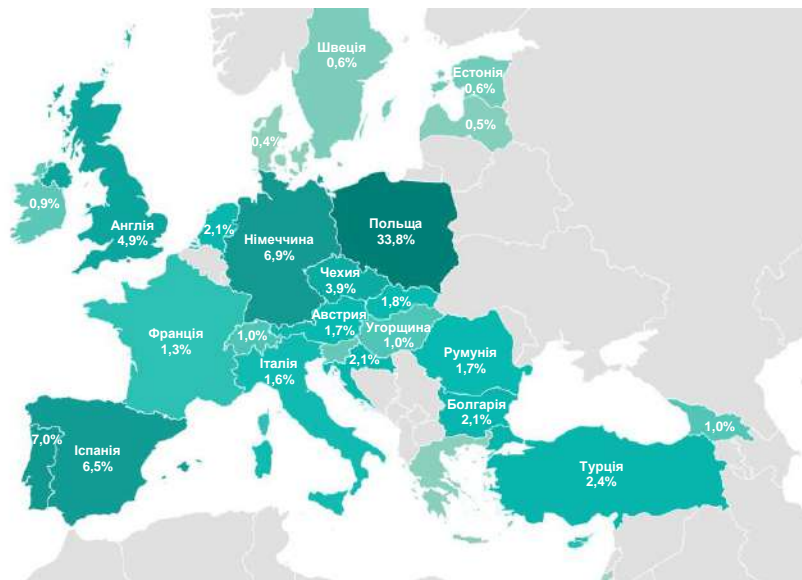 Швеція
0,6%
Естонія
0,6%
0,5%
0,4%
0,9%
Англія
4,9%
2,1%
Німеччина
6,9%
Польща
33,8%
Чехия
3,9%
1,8%
Австрия
1,7%
Угорщина
1,0%
Франція
1,3%
1,0%
Італія
1,6%
2,1%
Румунія
1,7%
Болгарія
2,1%
7,0%
Іспанія
6,5%
1,0%
Турція
2,4%